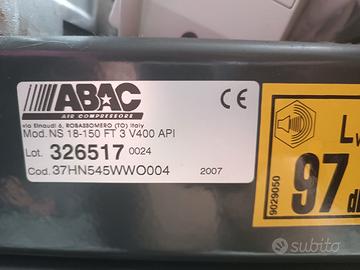 ABAC
AIR COMPRESSORS
via Einaudi 6, ROBASSOMERO (TO) Italy
Mod. NS 18-150 FT 3 V400 API
Lot. 326517 0024
Cod. 37HN545WWO004 2007
CE
9029050
LW
97
subito